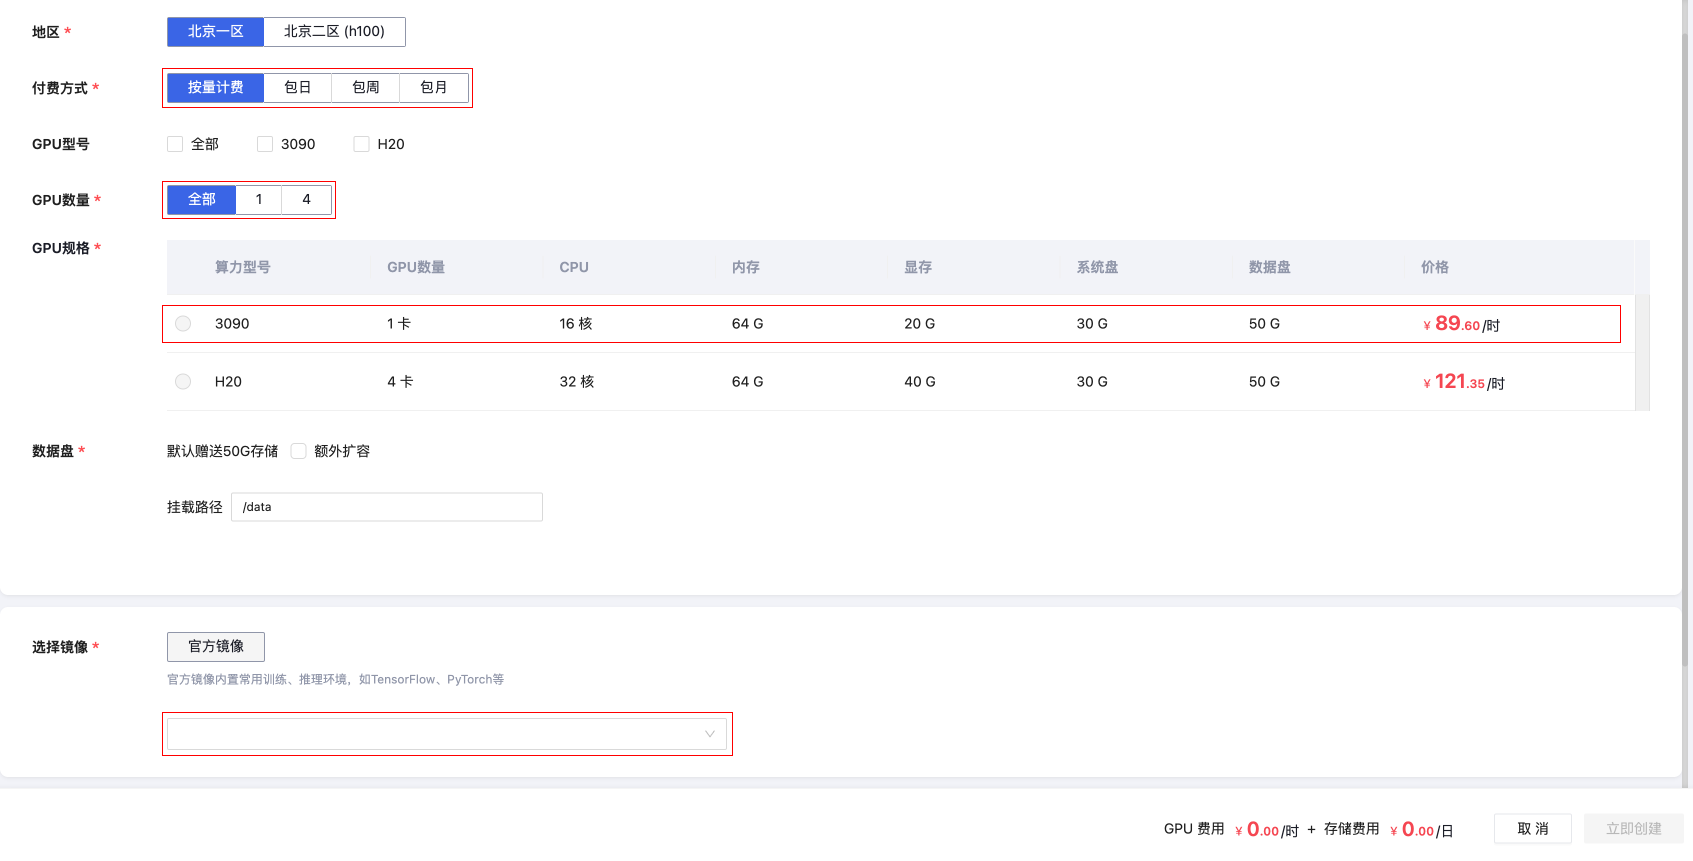 地区 * 北京一区 北京二区 (h100)
付费方式 * 按量计费 包日 包周 包月
GPU型号 全部 3090 H20
GPU数量 * 全部 1 4
GPU规格 * 算力型号 GPU数量 CPU 内存 显存 系统盘 数据盘 价格
3090 1 卡 16 核 64 G 20 G 30 G 50 G ¥ 89.60/时
H20 4 卡 32 核 64 G 40 G 30 G 50 G ¥ 121.35/时
数据盘 * 默认赠送50G存储 额外扩容
挂载路径 /data
选择镜像 * 官方镜像
官方镜像内置常用训练、推理环境，如TensorFlow、PyTorch等
GPU 费用 ¥ 0.00/时 + 存储费用 ¥ 0.00/日 取 消 立即创建